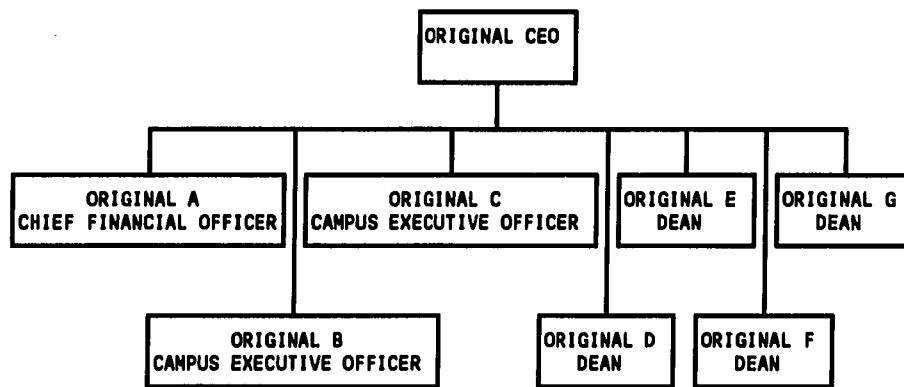 ORIGINAL CEO
ORIGINAL A
CHIEF FINANCIAL OFFICER
ORIGINAL C
CAMPUS EXECUTIVE OFFICER
ORIGINAL E
DEAN
ORIGINAL G
DEAN
ORIGINAL B
CAMPUS EXECUTIVE OFFICER
ORIGINAL D
DEAN
ORIGINAL F
DEAN